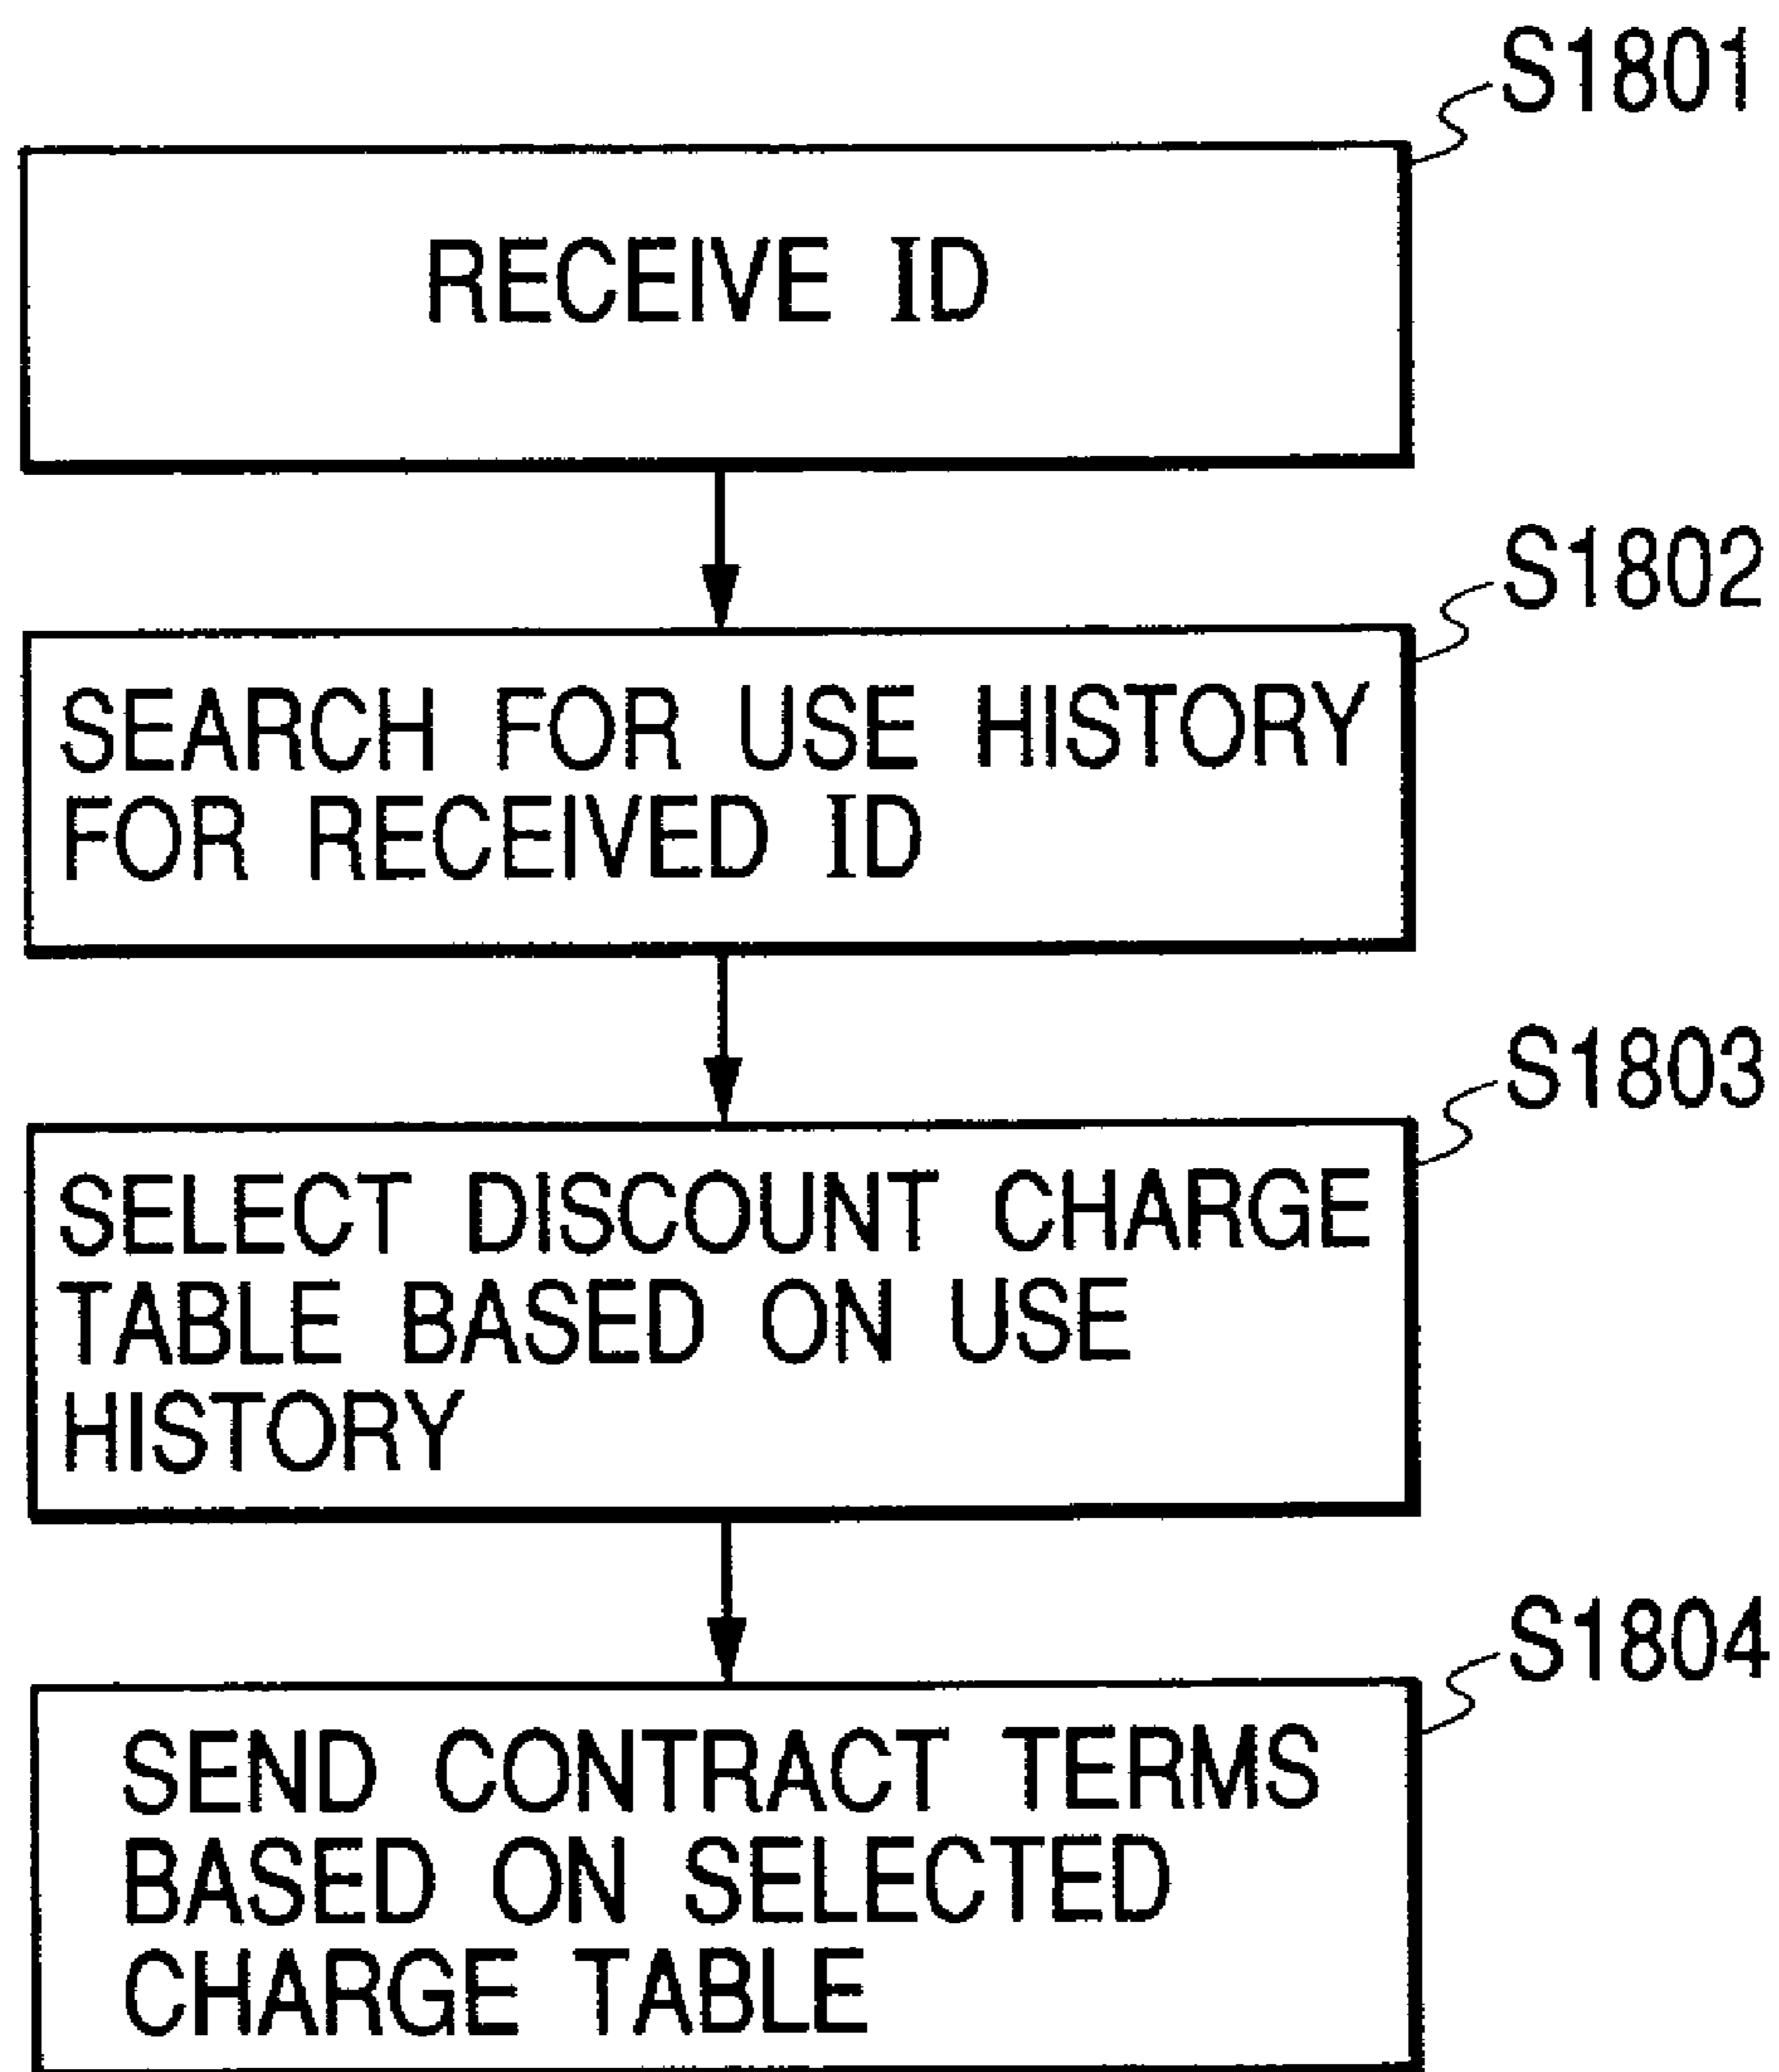 S1801
RECEIVE ID
S1802
SEARCH FOR USE HISTORY
FOR RECEIVED ID
S1803
SELECT DISCOUNT CHARGE
TABLE BASED ON USE
HISTORY
S1804
SEND CONTRACT TERMS
BASED ON SELECTED
CHARGE TABLE